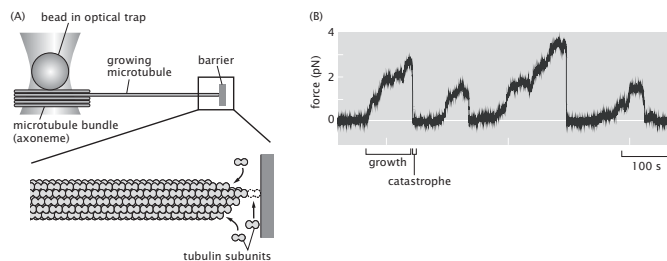 (A)
bead in optical trap
growing
microtubule
barrier
microtubule bundle
(axoneme)
tubulin subunits
(B)
force (pN)
4
2
0
growth
catastrophe
100 s